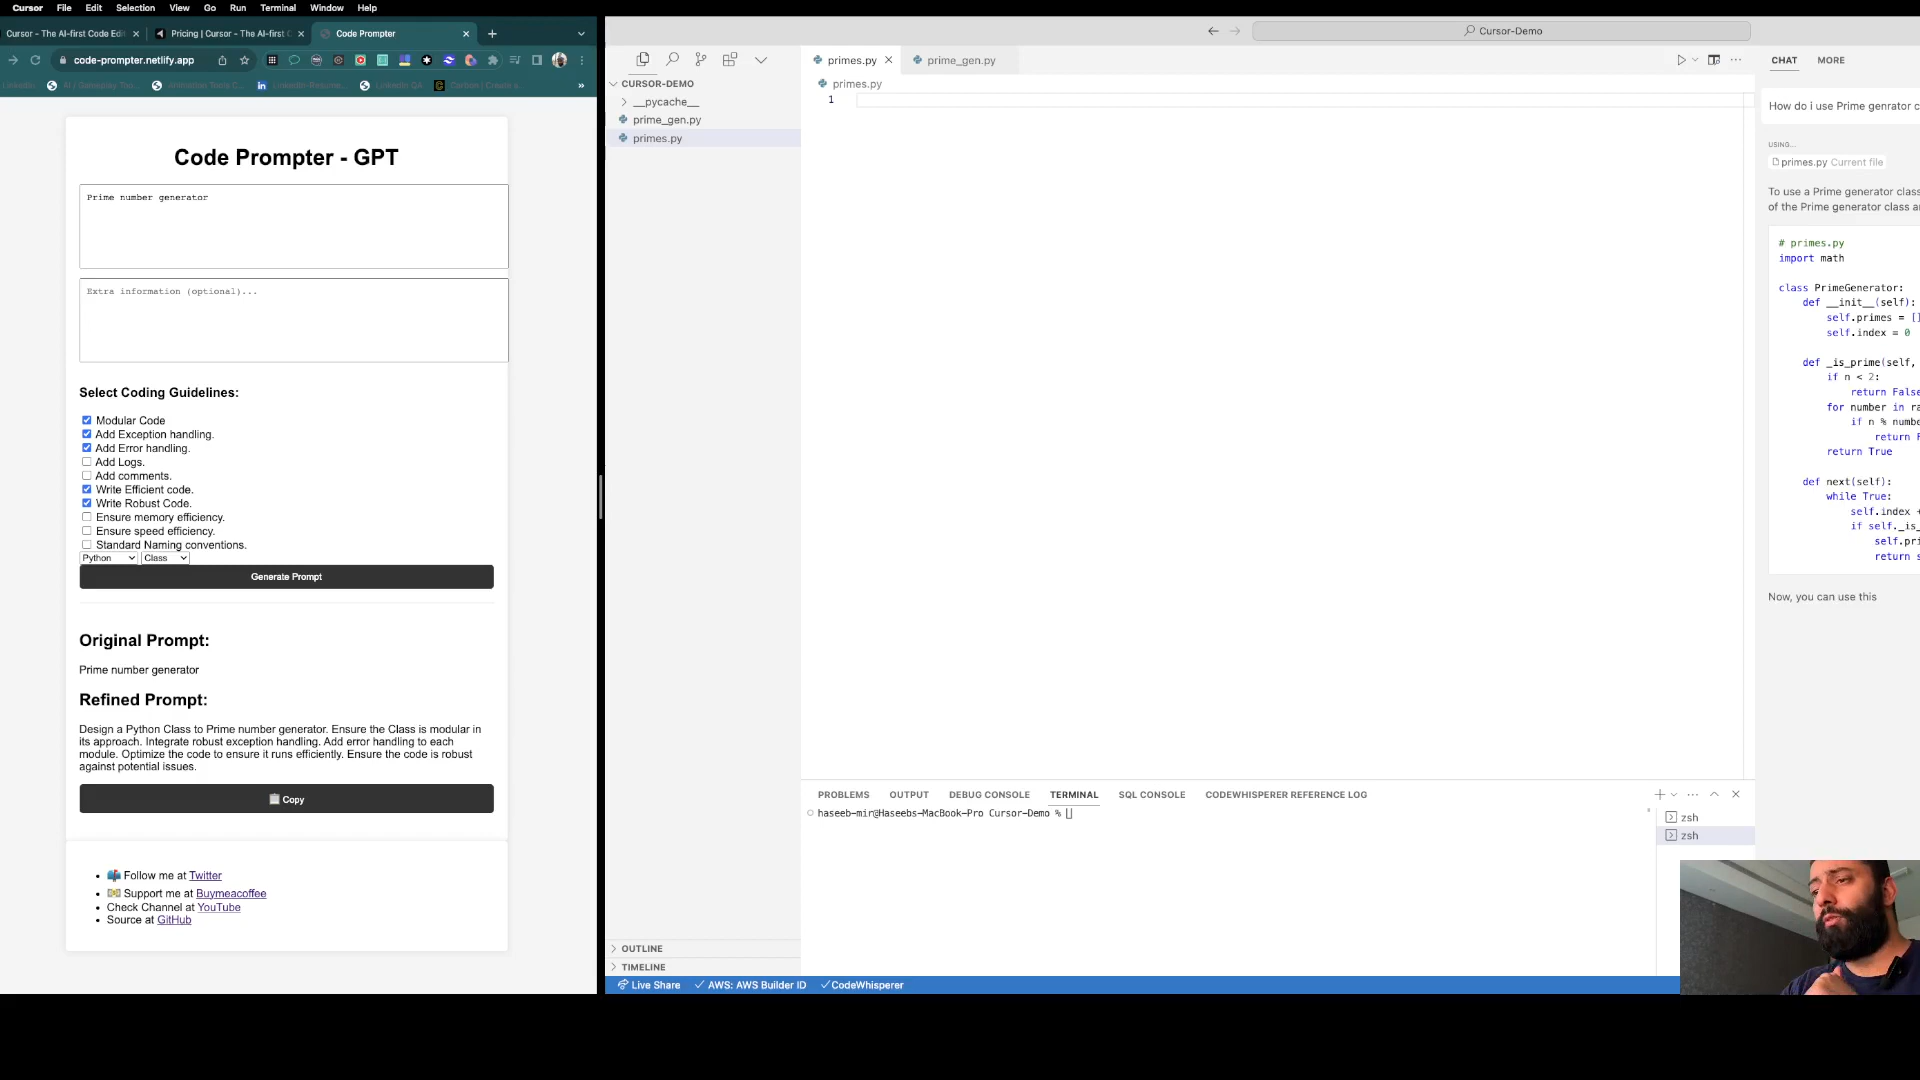 Cursor File Edit Selection View Go Run Terminal Window Help
Cursor - The AI-first Code Edi
Pricing | Cursor - The AI-first C
Code Prompter
code-prompter.netlify.app
Code Prompter - GPT
Prime number generator
Extra information (optional)...
Select Coding Guidelines:
Modular Code
Add Exception handling.
Add Error handling.
Add Logs.
Add comments.
Write Efficient code.
Write Robust Code.
Ensure memory efficiency.
Ensure speed efficiency.
Standard Naming conventions.
Python Class
Generate Prompt
Original Prompt:
Prime number generator
Refined Prompt:
Design a Python Class to Prime number generator. Ensure the Class is modular in
its approach. Integrate robust exception handling. Add error handling to each
module. Optimize the code to ensure it runs efficiently. Ensure the code is robust
against potential issues.
Copy
Follow me at Twitter
Support me at Buymeacoffee
Check Channel at YouTube
Source at GitHub
Cursor-Demo
CURSOR-DEMO
__pycache__
prime_gen.py
primes.py
OUTLINE
TIMELINE
primes.py
prime_gen.py
primes.py
1
PROBLEMS OUTPUT DEBUG CONSOLE TERMINAL SQL CONSOLE CODEWHISPERER REFERENCE LOG
haseeb-mir@Haseebs-MacBook-Pro Cursor-Demo %
zsh
zsh
Live Share AWS: AWS Builder ID CodeWhisperer
CHAT MORE
How do i use Prime genrator c
USING...
primes.py Current file
To use a Prime generator class
of the Prime generator class a
# primes.py
import math
class PrimeGenerator:
def __init__(self):
self.primes = []
self.index = 0
def _is_prime(self,
if n < 2:
return False
for number in ra
if n % numbe
return F
return True
def next(self):
while True:
self.index +
if self._is_
self.pri
return s
Now, you can use this